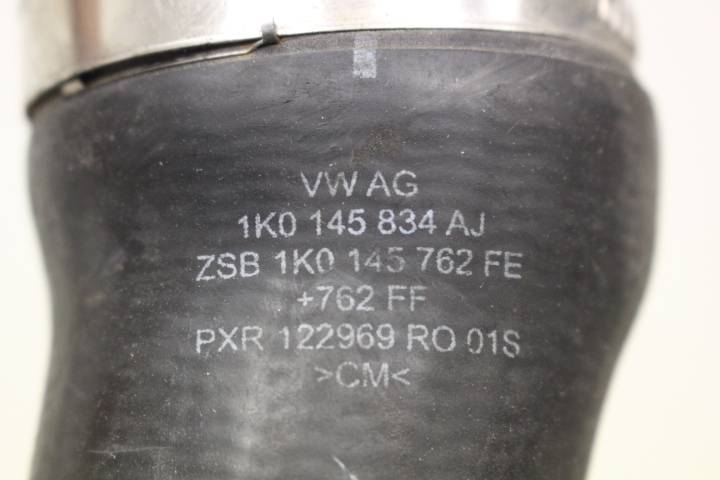 VW AG
1K0 145 834 AJ
ZSB 1K0 145 762 FE
+762 FF
PXR 122969 RO 01S
>CM<